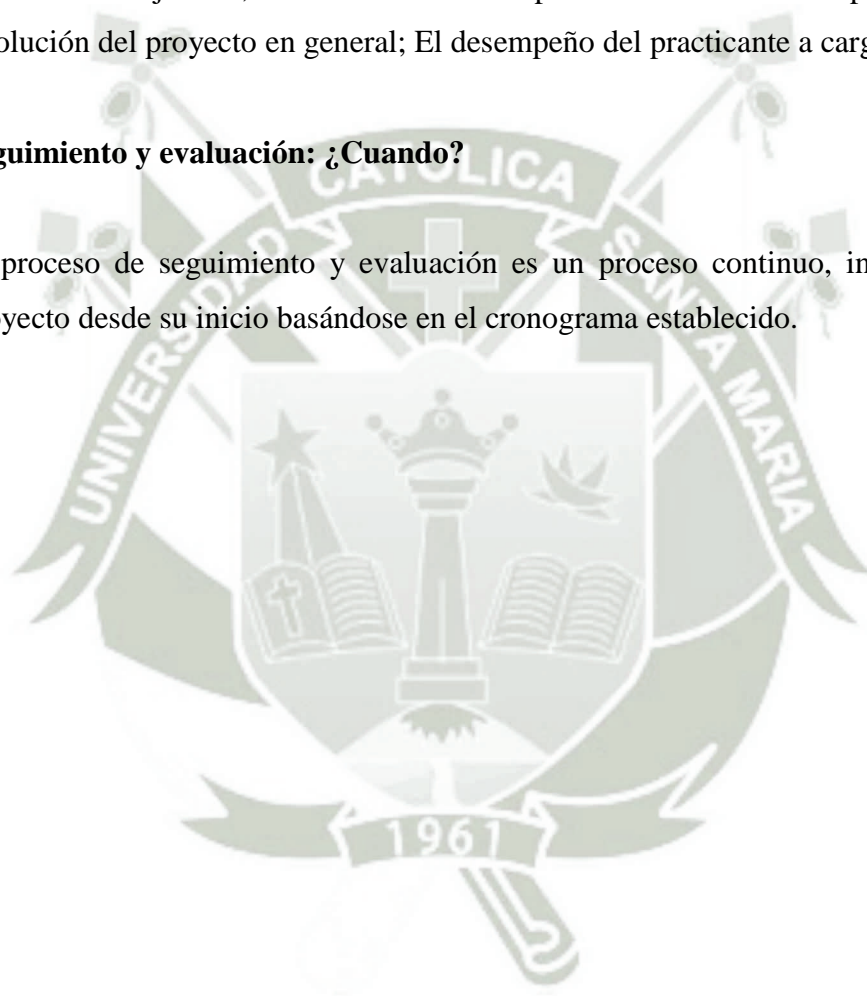 olución del proyecto en general; El desempeño del practicante a carg
guimiento y evaluación: ¿Cuando?
proceso de seguimiento y evaluación es un proceso continuo, in
oyecto desde su inicio basándose en el cronograma establecido.
UNIVERSIDAD CATOLICA SANTA MARIA
1961